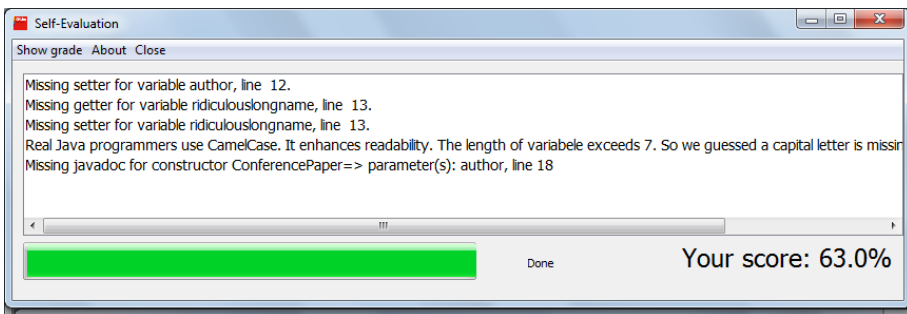 Self-Evaluation
Show grade About Close
Missing setter for variable author, line 12.
Missing getter for variable ridiculouslongname, line 13.
Missing setter for variable ridiculouslongname, line 13.
Real Java programmers use CamelCase. It enhances readability. The length of variabele exceeds 7. So we guessed a capital letter is missin
Missing javadoc for constructor ConferencePaper=> parameter(s): author, line 18
Done
Your score: 63.0%